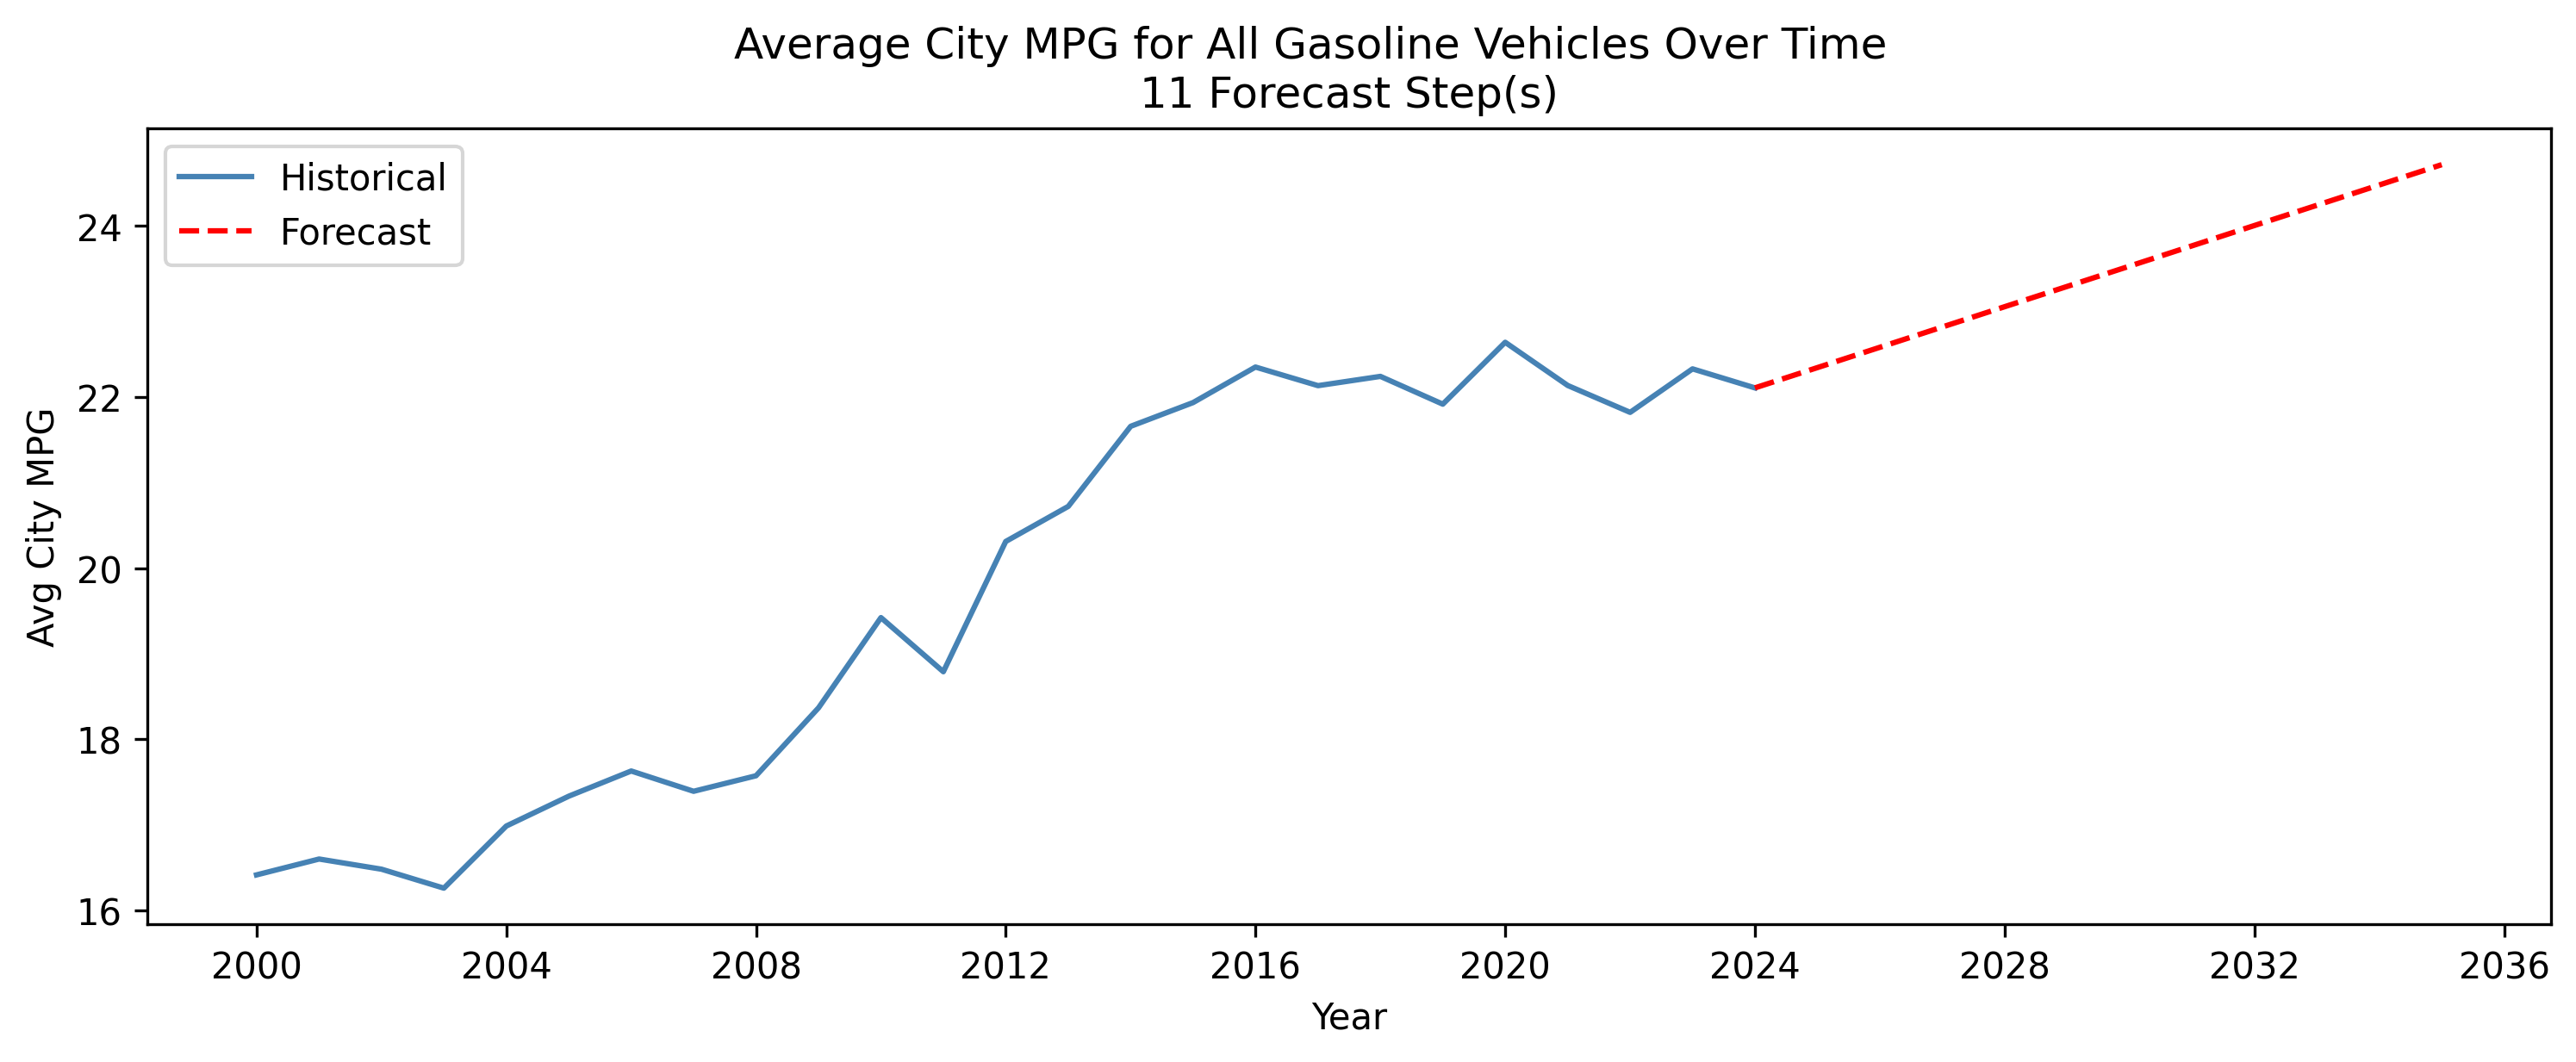 Average City MPG for All Gasoline Vehicles Over Time
11 Forecast Step(s)
Historical
Forecast
Avg City MPG
24
22
20
18
16
2000 2004 2008 2012 2016 2020 2024 2028 2032 2036
Year